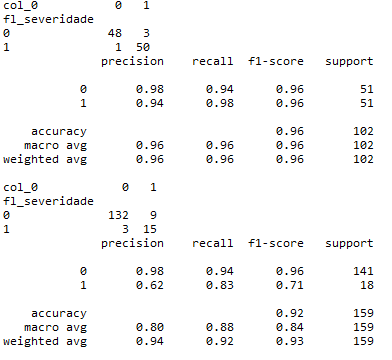 col_0 0 1
fl_severidade
0 48 3
1 1 50
precision recall f1-score support
0 0.98 0.94 0.96 51
1 0.94 0.98 0.96 51
accuracy 0.96 102
macro avg 0.96 0.96 0.96 102
weighted avg 0.96 0.96 0.96 102
col_0 0 1
fl_severidade
0 132 9
1 3 15
precision recall f1-score support
0 0.98 0.94 0.96 141
1 0.62 0.83 0.71 18
accuracy 0.92 159
macro avg 0.80 0.88 0.84 159
weighted avg 0.94 0.92 0.93 159